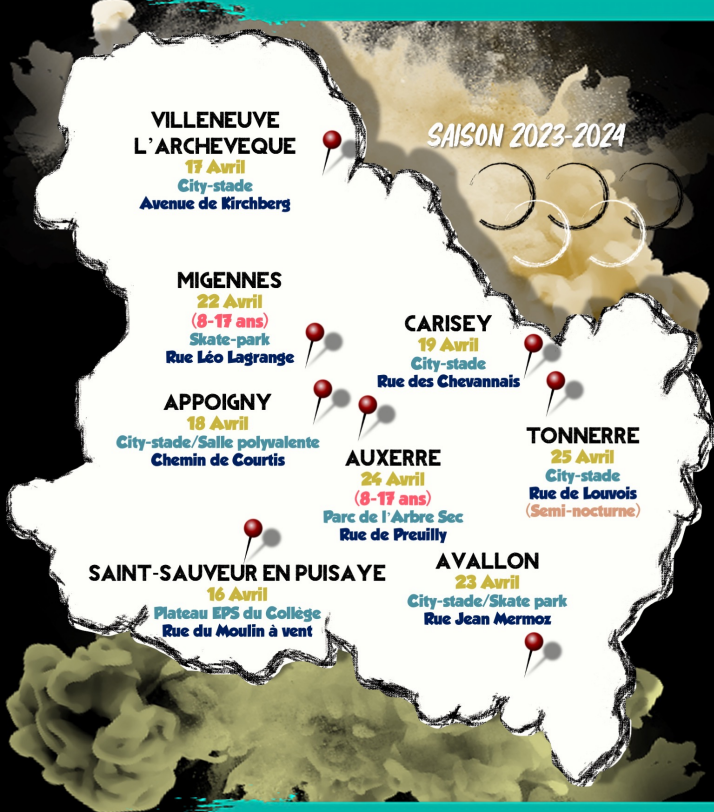 SAISON 2023-2024
VILLENEUVE
L'ARCHEVEQUE
17 Avril
City-stade
Avenue de Kirchberg
MIGENNES
22 Avril
(8-17 ans)
Skate-park
Rue Léo Lagrange
CARISEY
19 Avril
City-stade
Rue des Chevannais
APPOIGNY
18 Avril
City-stade/Salle polyvalente
Chemin de Courtis
AUXERRE
24 Avril
(8-17 ans)
Parc de l'Arbre Sec
Rue de Preuilly
TONNERRE
25 Avril
City-stade
Rue de Louvois
(Semi-nocturne)
SAINT-SAUVEUR EN PUISAYE
16 Avril
Plateau EPS du Collège
Rue du Moulin à vent
AVALLON
23 Avril
City-stade/Skate park
Rue Jean Mermoz